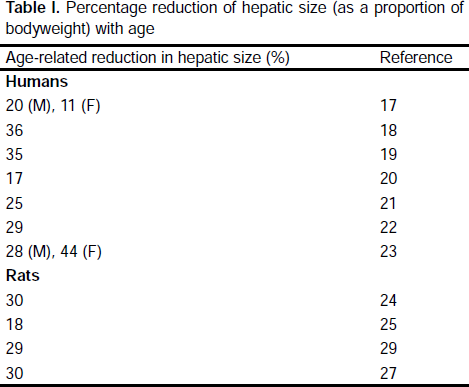 Table I. Percentage reduction of hepatic size (as a proportion of
bodyweight) with age
Age-related reduction in hepatic size (%) Reference
Humans
20 (M), 11 (F) 17
36 18
35 19
17 20
25 21
29 22
28 (M), 44 (F) 23
Rats
30 24
18 25
29 29
30 27